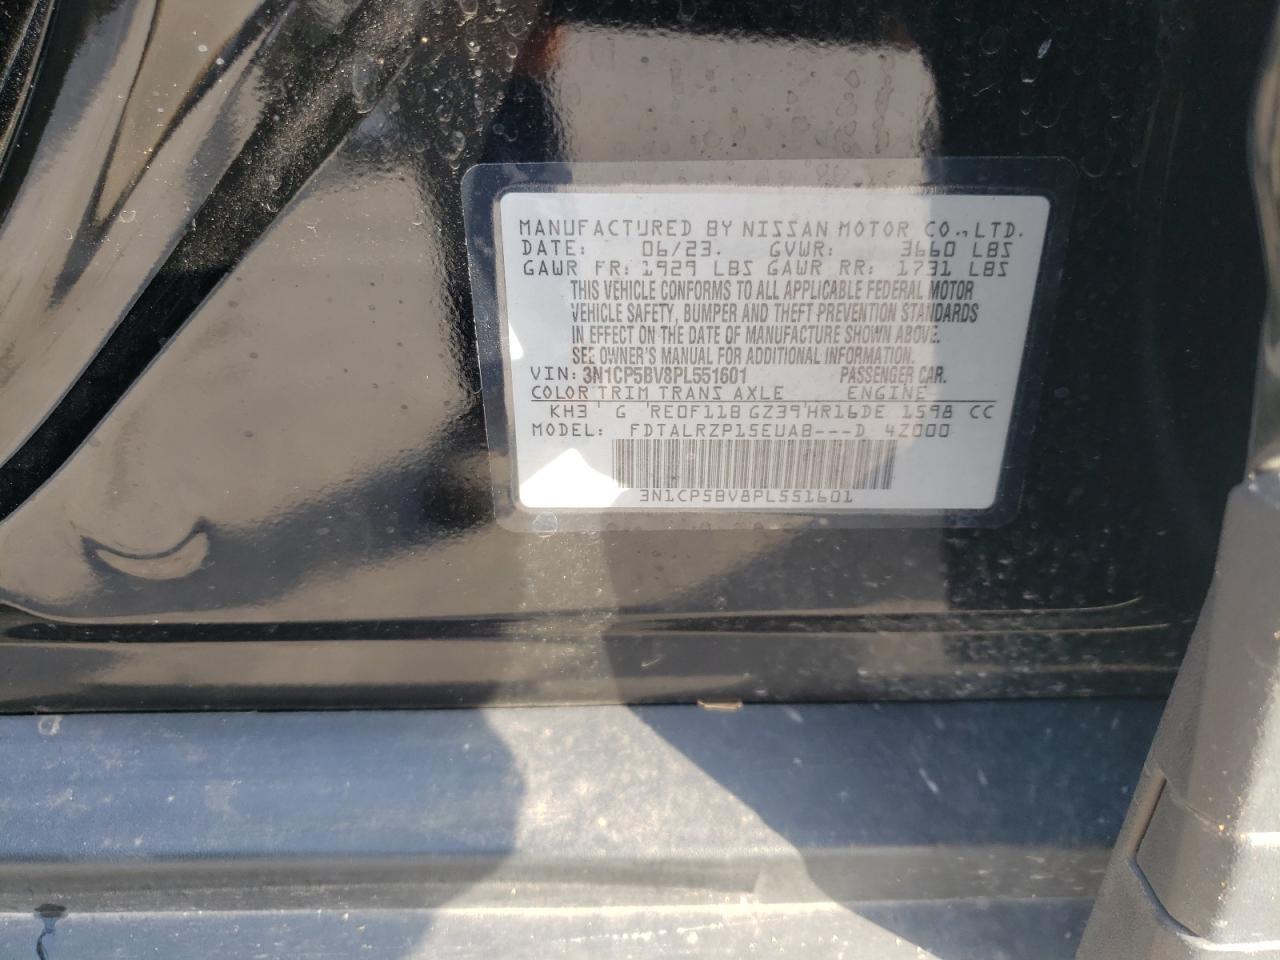 MANUFACTURED BY NISSAN MOTOR CO.,LTD.
DATE: 06/23. GVWR: 3660 LBS
GAWR FR: 1929 LBS GAWR RR: 1731 LBS
THIS VEHICLE CONFORMS TO ALL APPLICABLE FEDERAL MOTOR
VEHICLE SAFETY, BUMPER AND THEFT PREVENTION STANDARDS
IN EFFECT ON THE DATE OF MANUFACTURE SHOWN ABOVE.
SEE OWNER'S MANUAL FOR ADDITIONAL INFORMATION.
VIN: 3N1CP5BV8PL551601 PASSENGER CAR.
COLOR TRIM TRANS AXLE ENGINE
KH3 ' G ' RE0F11B GZ39'HR16DE 1598 CC
MODEL: FDTALRZP15EUAB---D 4Z000
3N1CP5BV8PL551601